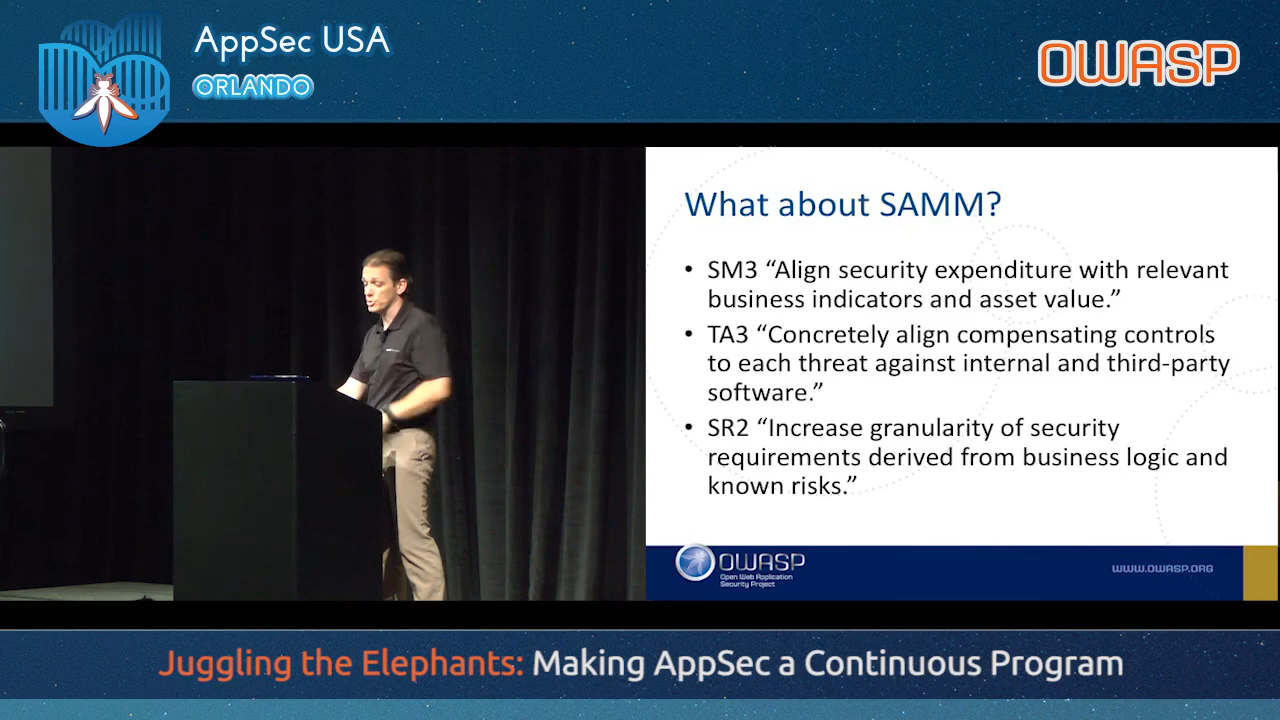 AppSec USA
ORLANDO
OWASP
What about SAMM?
• SM3 “Align security expenditure with relevant
business indicators and asset value.”
• TA3 “Concretely align compensating controls
to each threat against internal and third-party
software.”
• SR2 “Increase granularity of security
requirements derived from business logic and
known risks.”
OWASP
Open Web Application
Security Project
WWW.OWASP.ORG
Juggling the Elephants: Making AppSec a Continuous Program